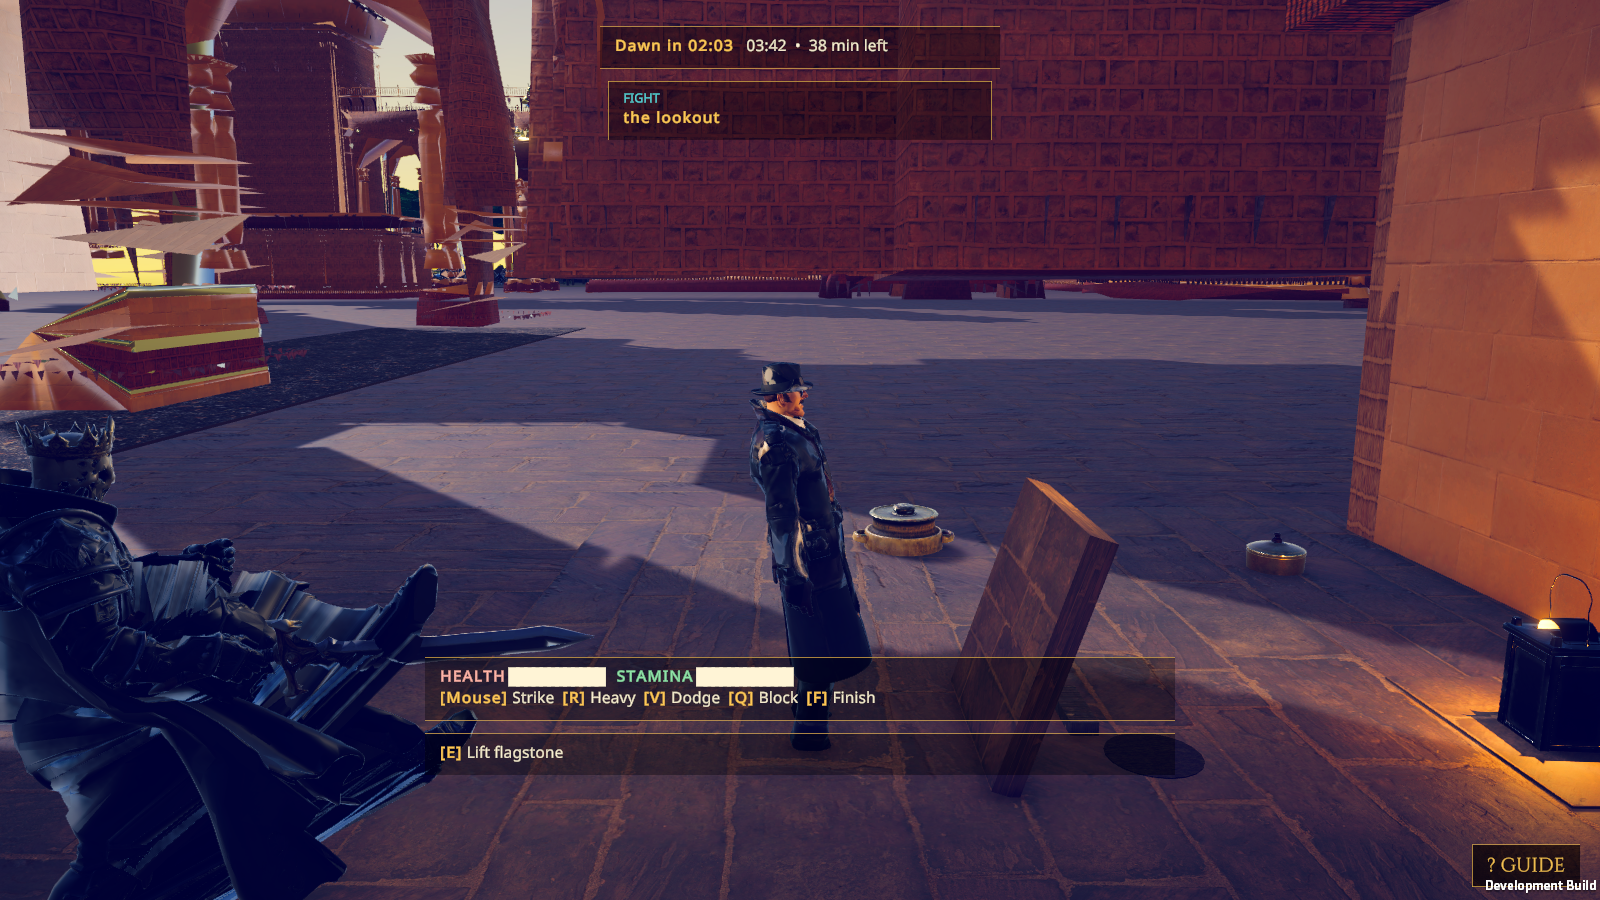 Dawn in 02:03 03:42 • 38 min left
FIGHT
the lookout
HEALTH STAMINA
[Mouse] Strike [R] Heavy [V] Dodge [Q] Block [F] Finish
[E] Lift flagstone
? GUIDE
Development Build